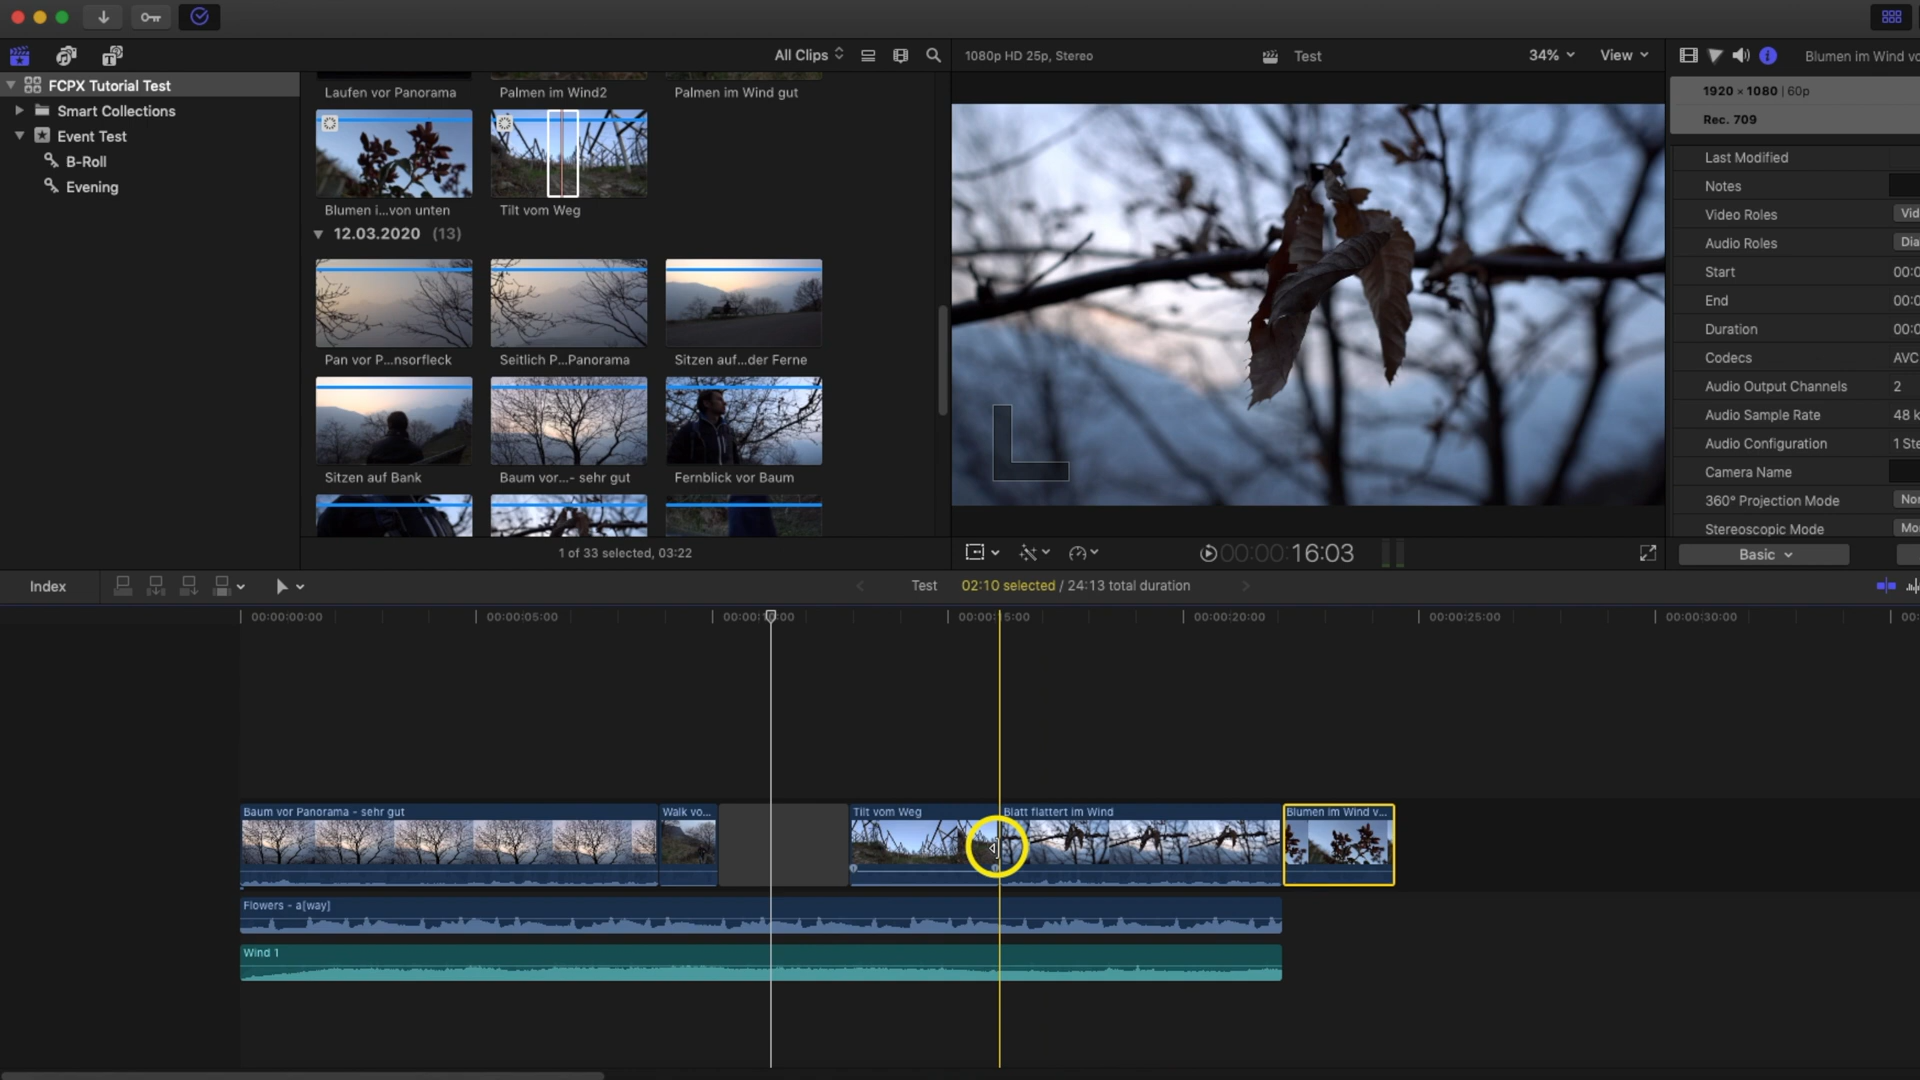 All Clips
1080p HD 25p, Stereo
Test
34%
View
Blumen im Wind vo
FCPX Tutorial Test
Smart Collections
Event Test
B-Roll
Evening
Laufen vor Panorama
Palmen im Wind2
Palmen im Wind gut
Blumen i...von unten
Tilt vom Weg
12.03.2020 (13)
Pan vor P...nsorfleck
Seitlich P...Panorama
Sitzen auf...der Ferne
Sitzen auf Bank
Baum vor...- sehr gut
Fernblick vor Baum
1 of 33 selected, 03:22
00:00:16:03
1920 × 1080 | 60p
Rec. 709
Last Modified
Notes
Video Roles Vid
Audio Roles Dia
Start 00:0
End 00:0
Duration 00:0
Codecs AVC
Audio Output Channels 2
Audio Sample Rate 48 k
Audio Configuration 1 Ste
Camera Name
360° Projection Mode Nor
Stereoscopic Mode Mo
Basic
Index
Test
02:10 selected / 24:13 total duration
00:00:00:00
00:00:05:00
00:00:10:00
00:00:15:00
00:00:20:00
00:00:25:00
00:00:30:00
00:
Baum vor Panorama - sehr gut
Walk vo...
Tilt vom Weg
Blatt flattert im Wind
Blumen im Wind v...
Flowers - a[way]
Wind 1